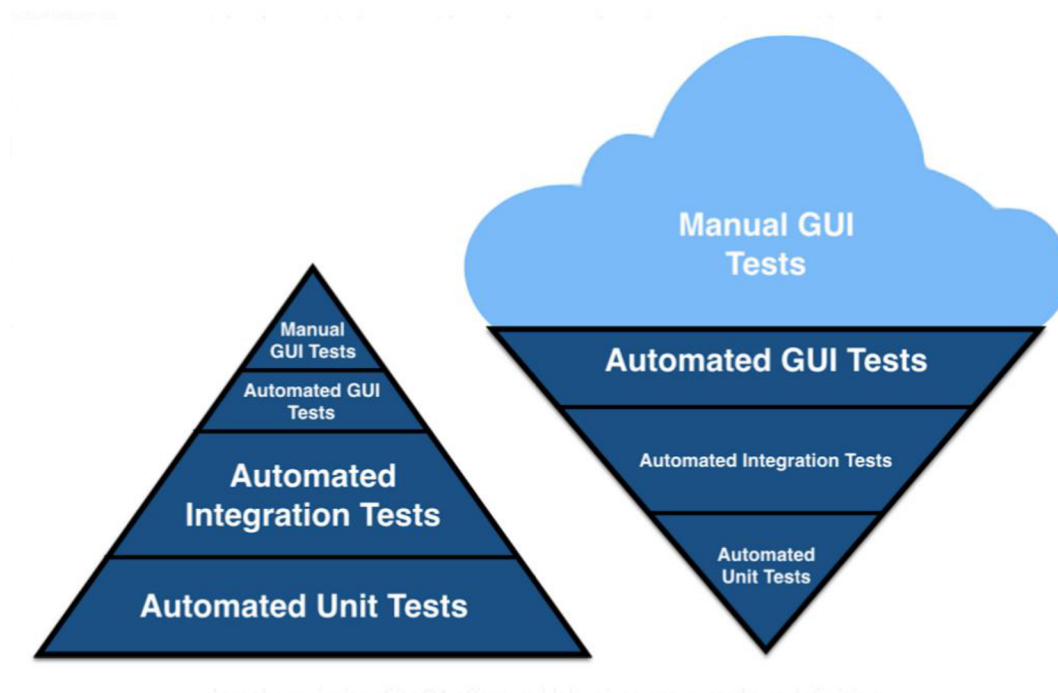 Manual
GUI Tests
Automated GUI
Tests
Automated
Integration Tests
Automated Unit Tests
Manual GUI
Tests
Automated GUI Tests
Automated Integration Tests
Automated
Unit Tests